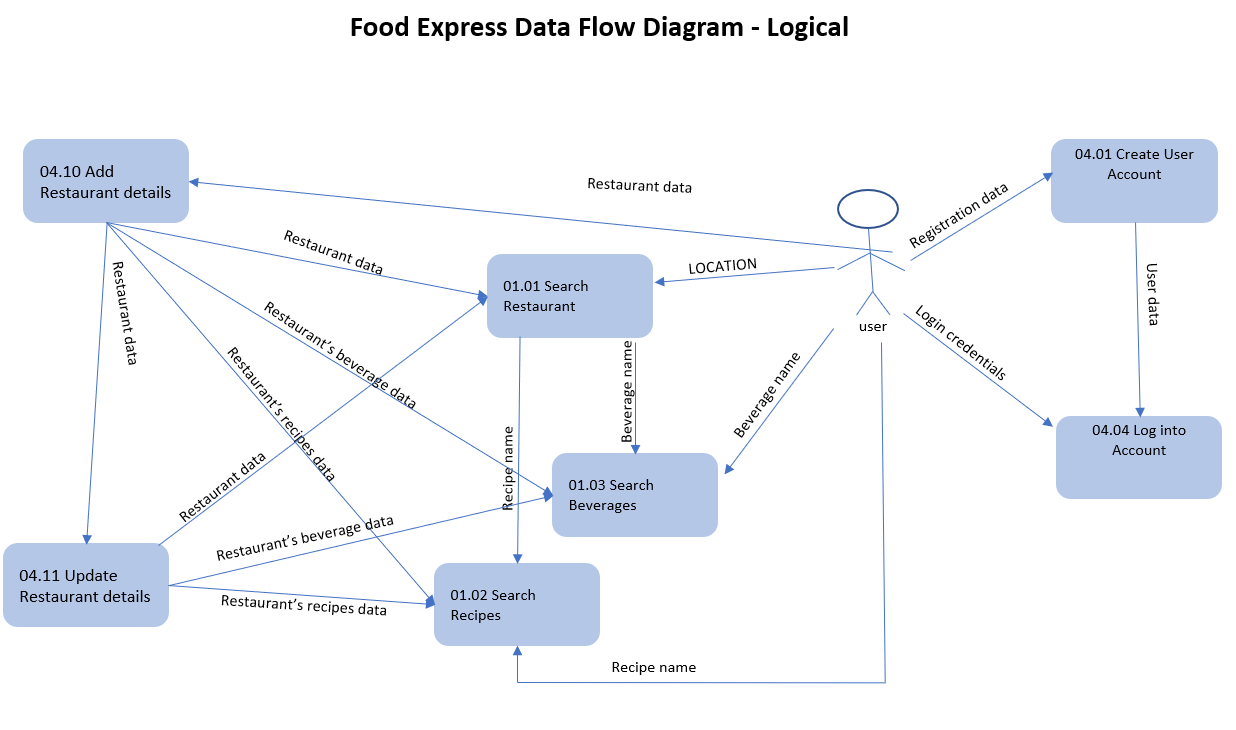 Food Express Data Flow Diagram - Logical
04.10 Add
Restaurant details
Restaurant data
04.01 Create User
Account
Registration data
Restaurant data
LOCATION
01.01 Search
Restaurant
user
User data
Restaurant data
Restaurant's beverage data
Restaurant's recipes data
Beverage name
Beverage name
Login credentials
04.04 Log into
Account
Recipe name
Restaurant data
01.03 Search
Beverages
Restaurant's beverage data
04.11 Update
Restaurant details
Restaurant's recipes data
01.02 Search
Recipes
Recipe name